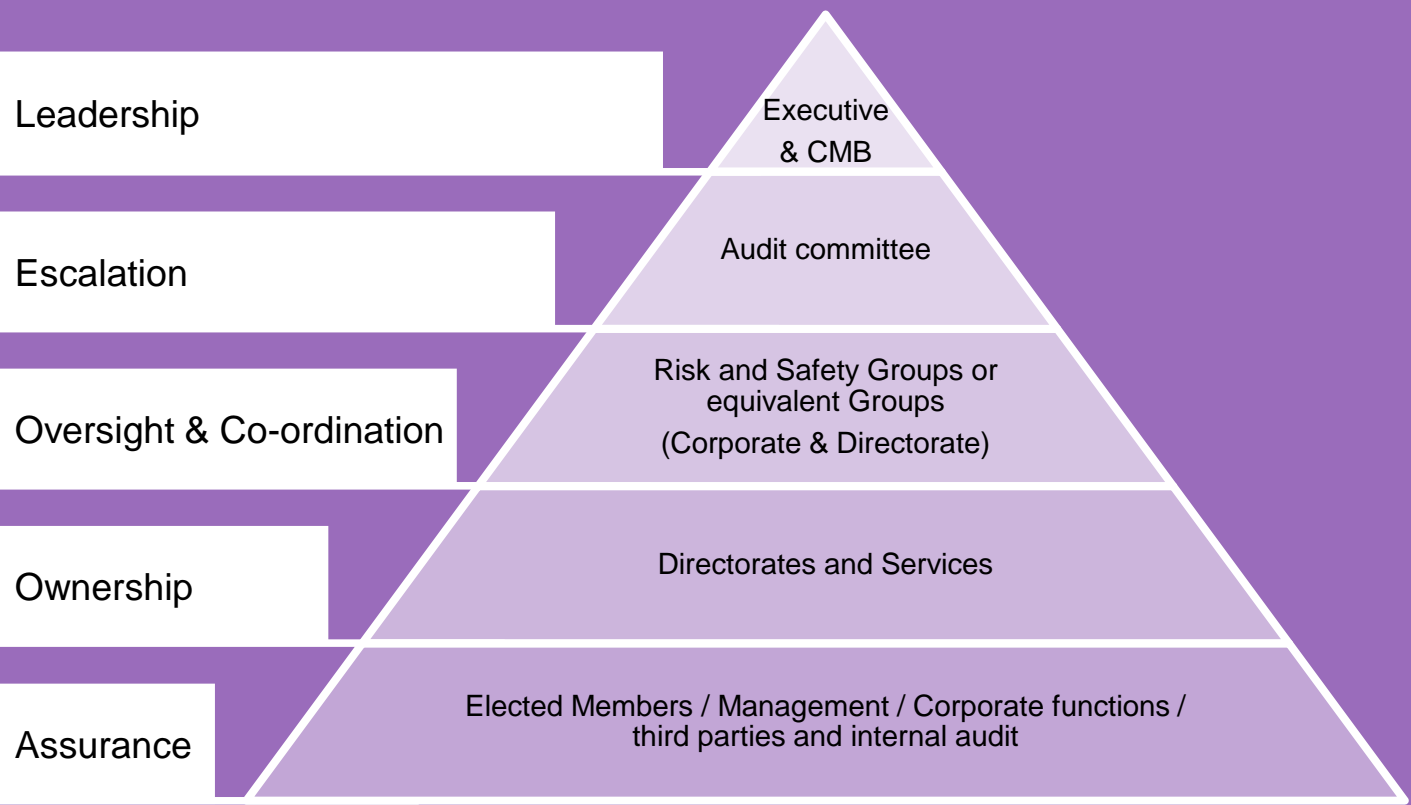 Leadership
Executive
& CMB
Escalation
Audit committee
Oversight & Co-ordination
Risk and Safety Groups or
equivalent Groups
(Corporate & Directorate)
Ownership
Directorates and Services
Assurance
Elected Members / Management / Corporate functions /
third parties and internal audit